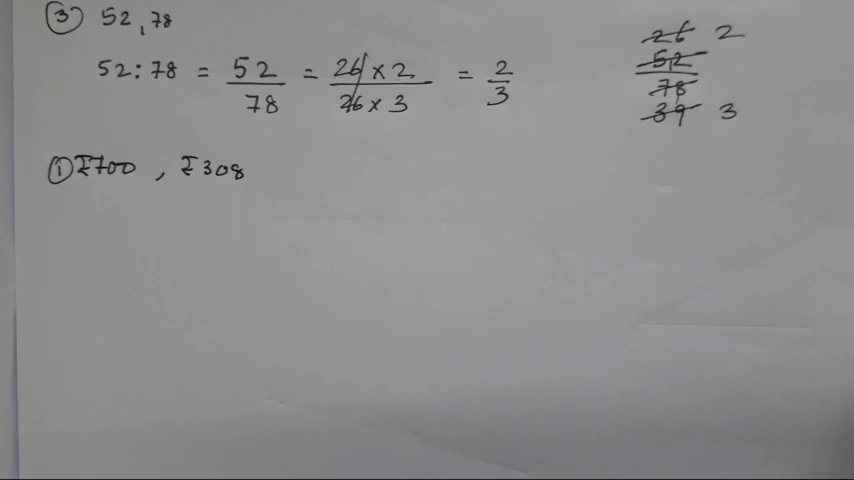 ③ 52, 78
52:78 = 52/78 = 26×2/26×3 = 2/3
26 2
52
78
39 3
① ₹700 , ₹308